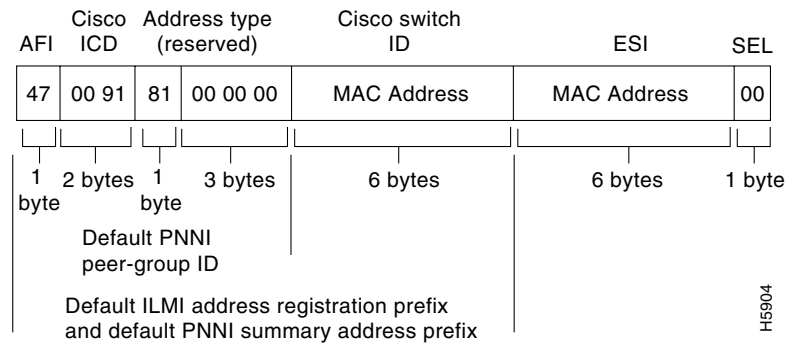 Cisco Address type Cisco switch
AFI ICD (reserved) ID ESI SEL
47 00 91 81 00 00 00 MAC Address MAC Address 00
1 byte 2 bytes 1 byte 3 bytes 6 bytes 6 bytes 1 byte
Default PNNI
peer-group ID
Default ILMI address registration prefix
and default PNNI summary address prefix
H5904